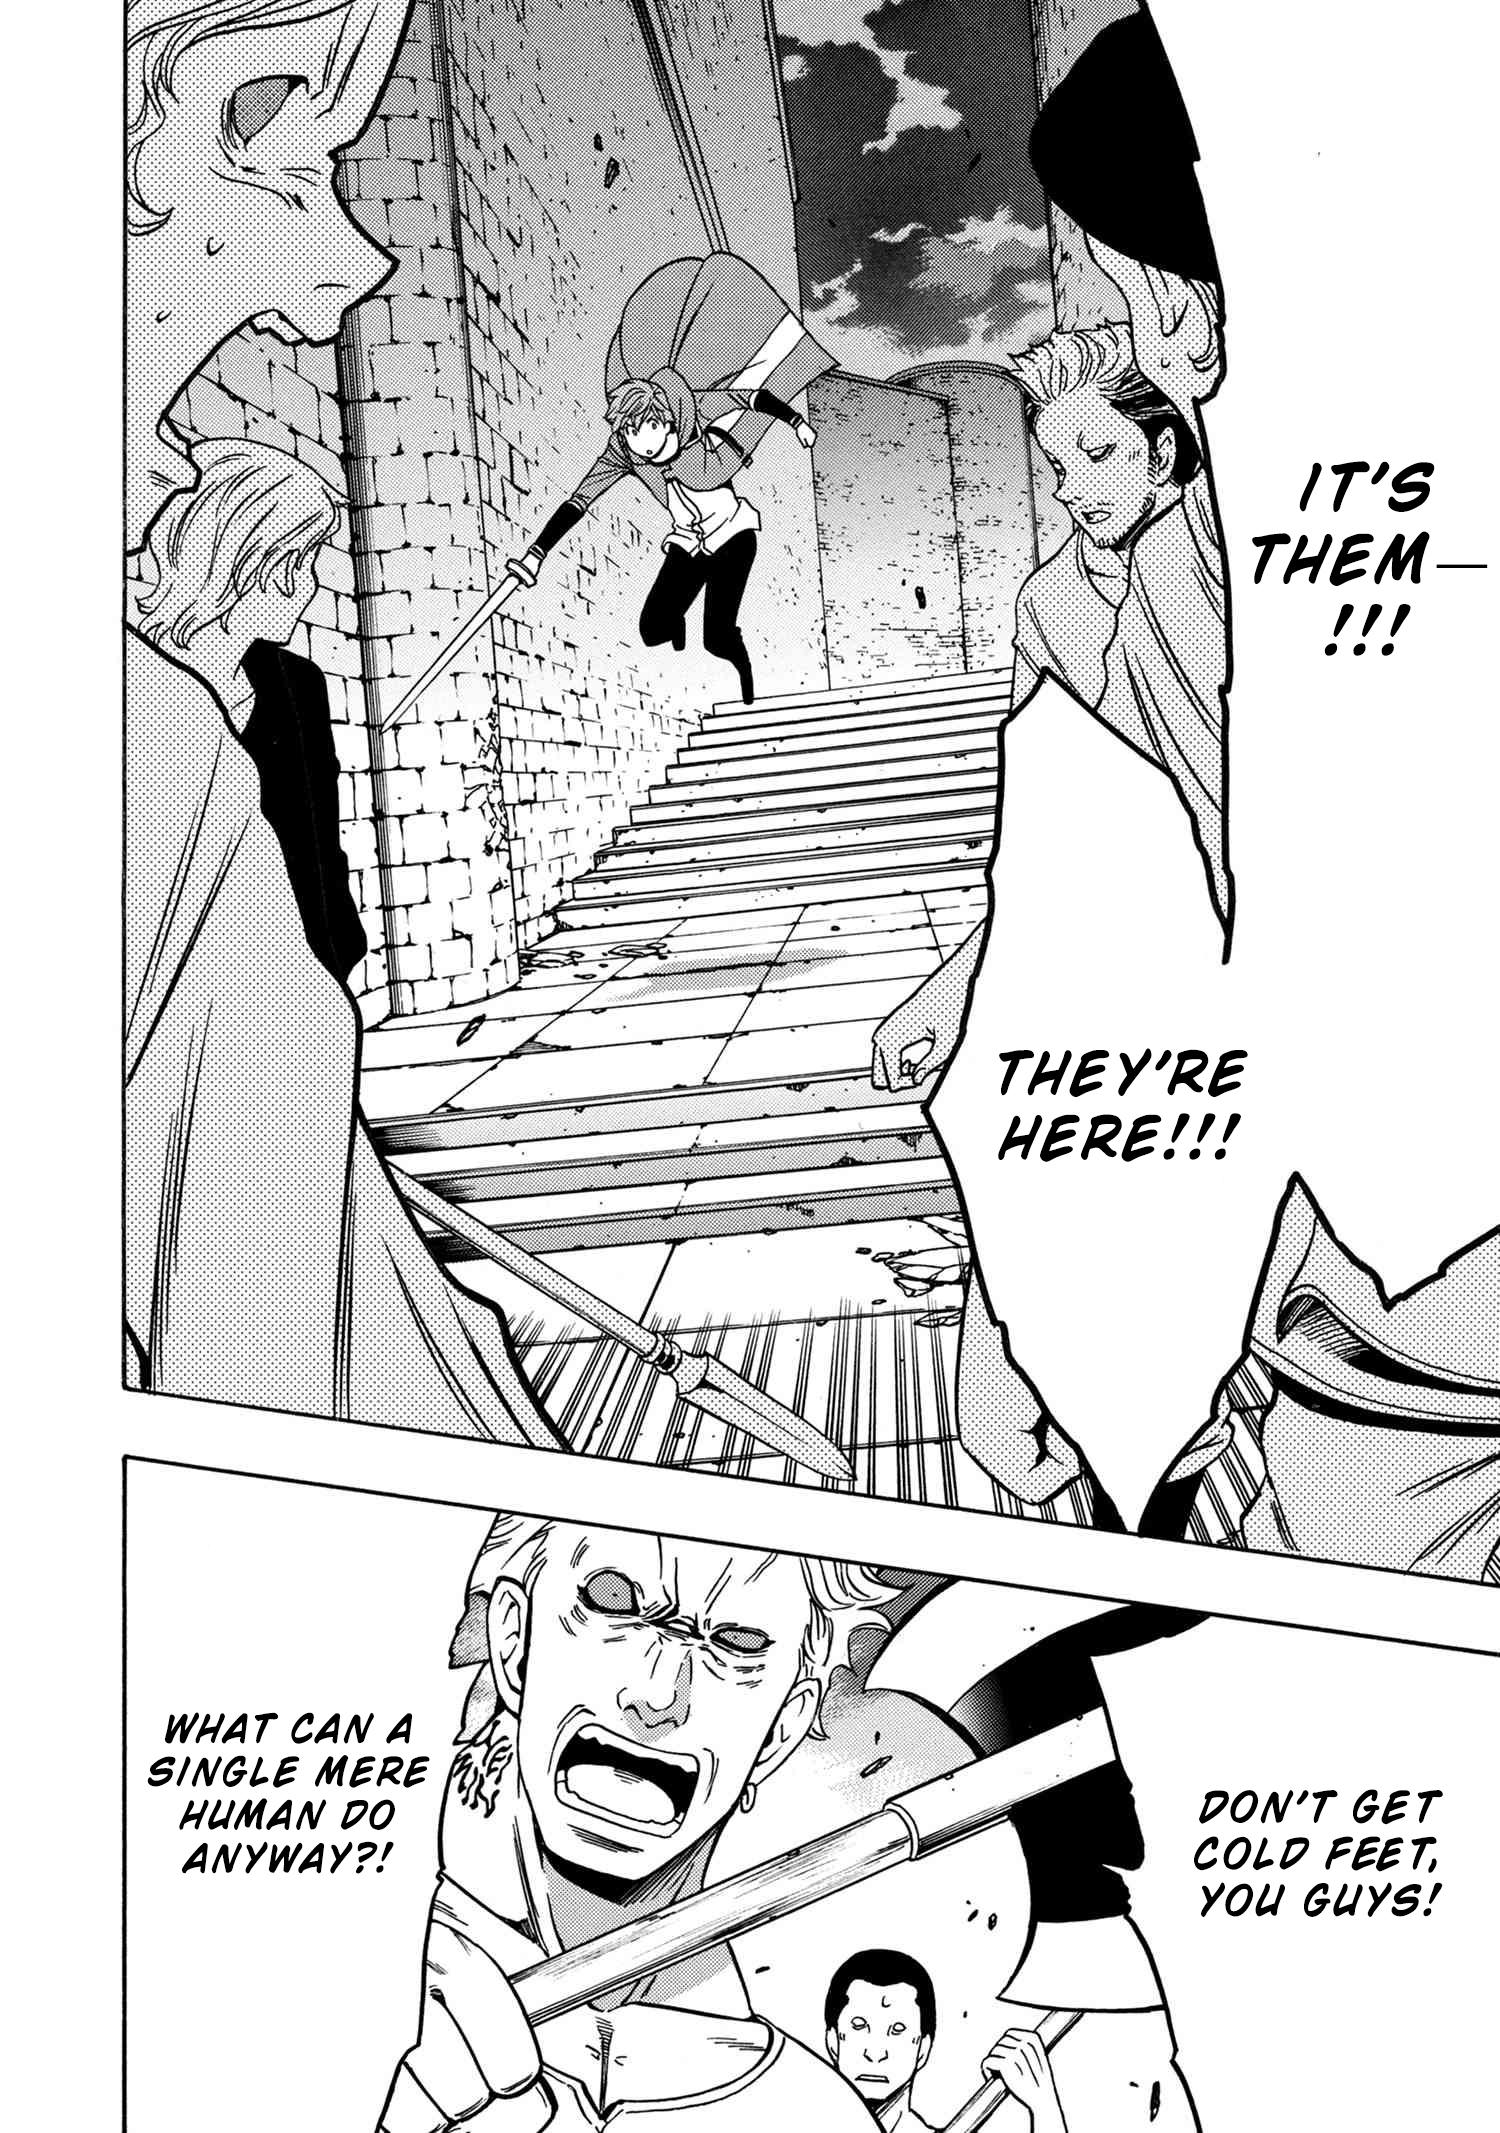 IT'S
THEM—
!!!
THEY'RE
HERE!!!
DON'T GET
COLD FEET,
YOU GUYS!
WHAT CAN A
SINGLE MERE
HUMAN DO
ANYWAY?!